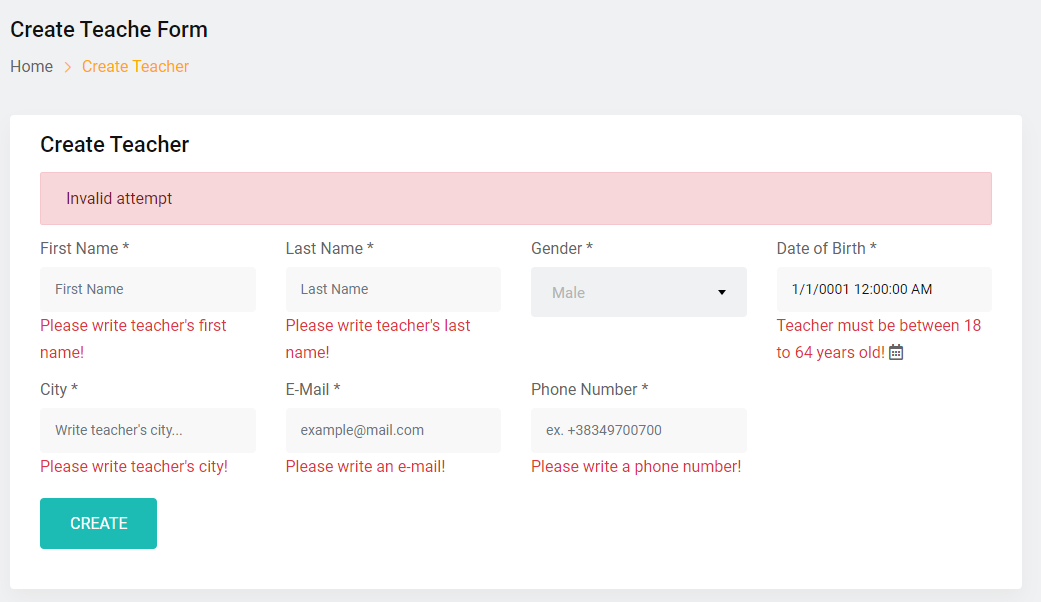 Create Teache Form
Home > Create Teacher
Create Teacher
Invalid attempt
First Name *
Last Name *
Gender *
Date of Birth *
First Name
Last Name
Male
1/1/0001 12:00:00 AM
Please write teacher's first
name!
Please write teacher's last
name!
Teacher must be between 18
to 64 years old!
City *
E-Mail *
Phone Number *
Write teacher's city...
example@mail.com
ex. +38349700700
Please write teacher's city!
Please write an e-mail!
Please write a phone number!
CREATE